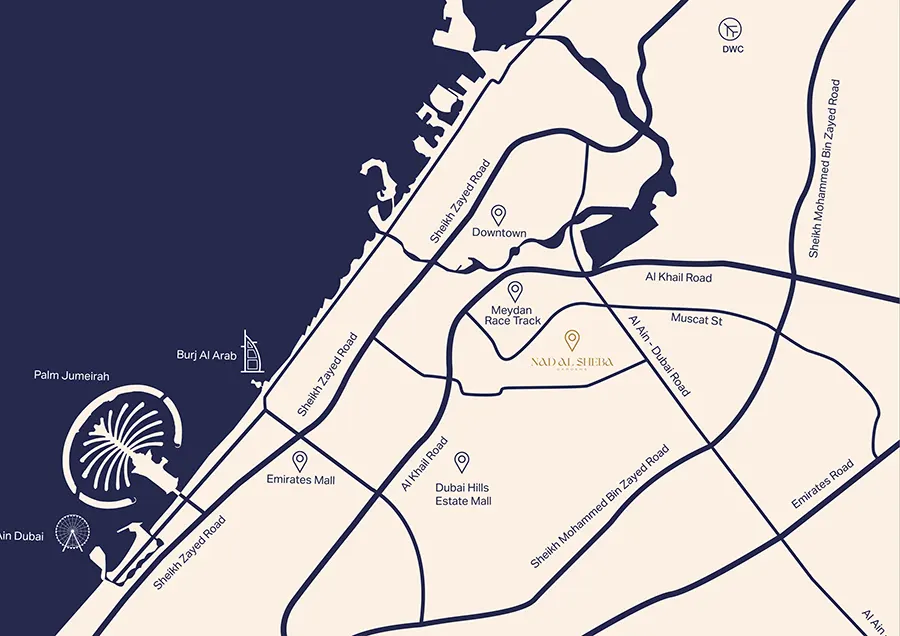 DWC
Sheikh Mohammed Bin Zayed Road
Sheikh Zayed Road
Downtown
Al Khail Road
Meydan
Race Track
Muscat St
NAD AL SHEBA
GARDENS
Al Ain - Dubai Road
Burj Al Arab
Palm Jumeirah
Sheikh Zayed Road
Emirates Mall
Al Khail Road
Dubai Hills
Estate Mall
Sheikh Mohammed Bin Zayed Road
Emirates Road
Ain Dubai
Sheikh Zayed Road
Al Ain -